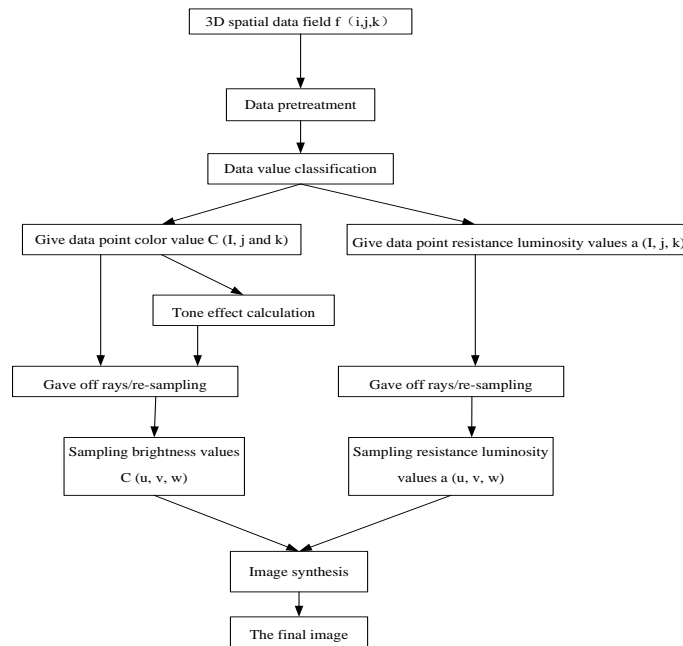 3D spatial data field f（i,j,k）
Data pretreatment
Data value classification
Give data point color value C (I, j and k)
Give data point resistance luminosity values a (I, j, k)
Tone effect calculation
Gave off rays/re-sampling
Gave off rays/re-sampling
Sampling brightness values
C (u, v, w)
Sampling resistance luminosity
values a (u, v, w)
Image synthesis
The final image